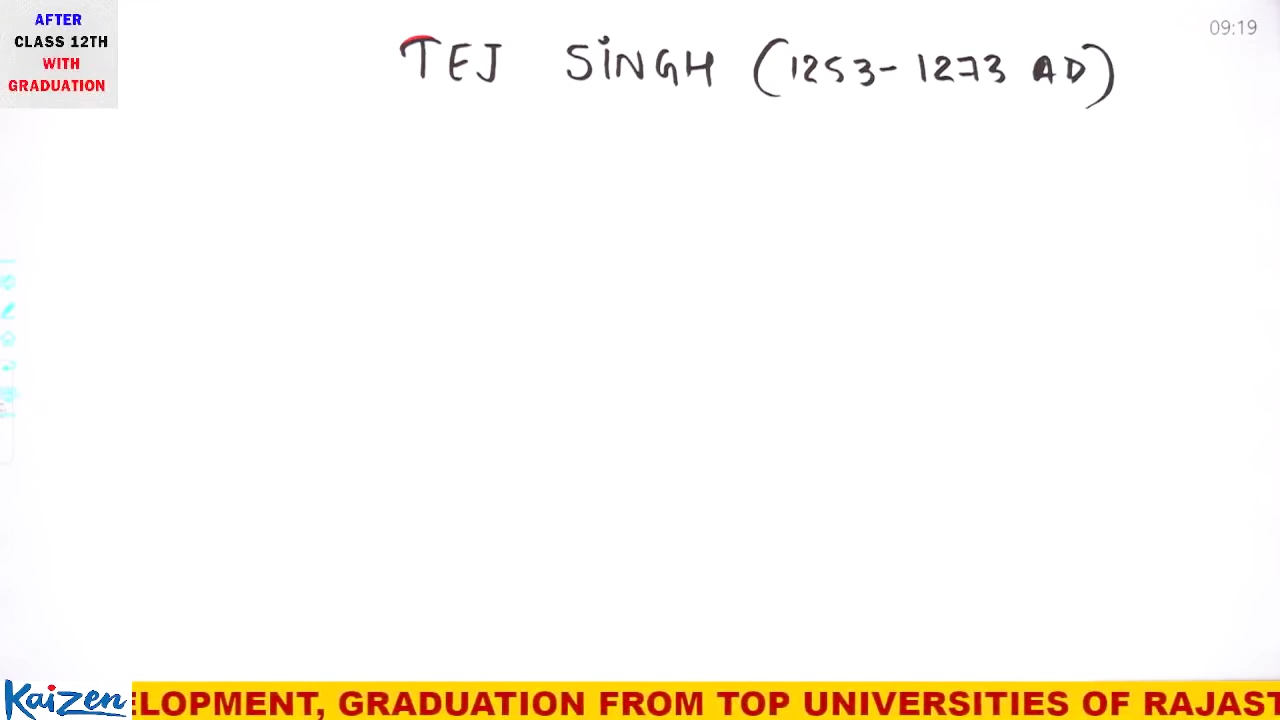 AFTER
CLASS 12TH
WITH
GRADUATION
09:19
TEJ SINGH (1253-1273 AD)
Kaizen
ELOPMENT, GRADUATION FROM TOP UNIVERSITIES OF RAJAST